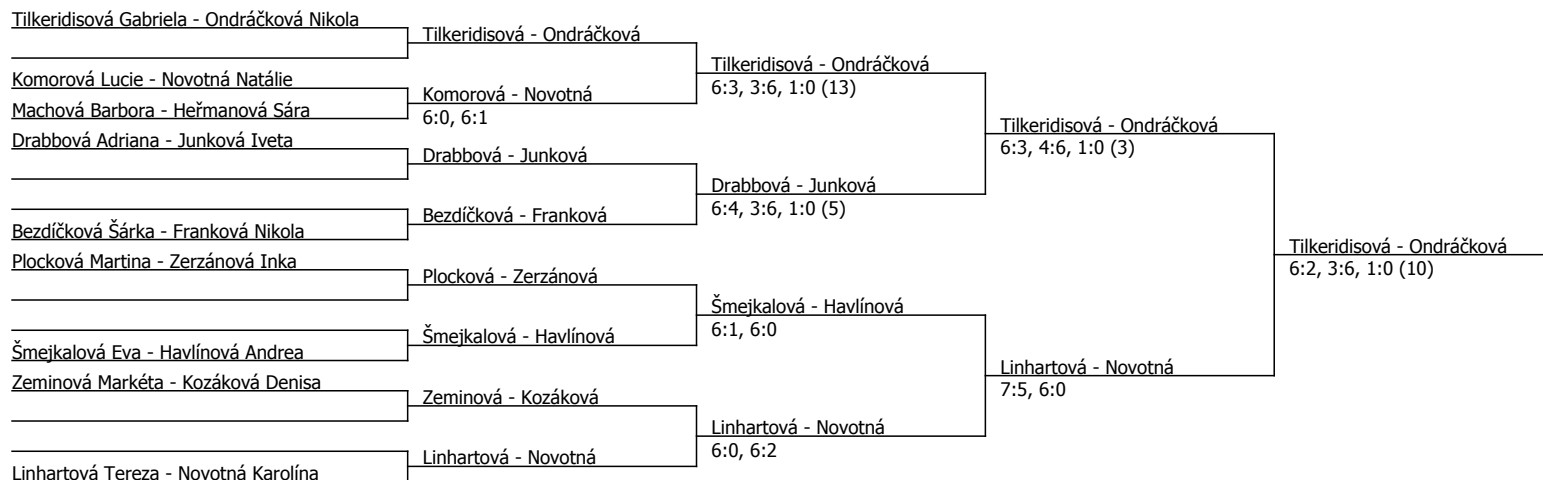 Tilkeridisová Gabriela - Ondráčková Nikola
Komorová Lucie - Novotná Natálie
Machová Barbora - Heřmanová Sára
Drabbová Adriana - Junková Iveta
Bezdíčková Šárka - Franková Nikola
Plocková Martina - Zerzánová Inka
Šmejkalová Eva - Havlínová Andrea
Zeminová Markéta - Kozáková Denisa
Linhartová Tereza - Novotná Karolína
Tilkeridisová - Ondráčková
Komorová - Novotná
6:0, 6:1
Drabbová - Junková
Bezdíčková - Franková
Plocková - Zerzánová
Šmejkalová - Havlínová
Zeminová - Kozáková
Linhartová - Novotná
Tilkeridisová - Ondráčková
6:3, 3:6, 1:0 (13)
Drabbová - Junková
6:4, 3:6, 1:0 (5)
Šmejkalová - Havlínová
6:1, 6:0
Linhartová - Novotná
6:0, 6:2
Tilkeridisová - Ondráčková
6:3, 4:6, 1:0 (3)
Linhartová - Novotná
7:5, 6:0
Tilkeridisová - Ondráčková
6:2, 3:6, 1:0 (10)